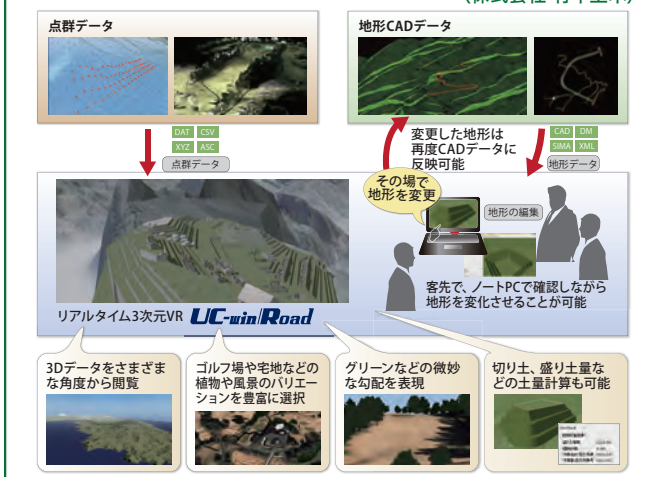 点群データ
地形CADデータ
DAT CSV
XYZ ASC
点群データ
変更した地形は
再度CADデータに
反映可能
CAD DM
SIMA XML
地形データ
その場で
地形を変更
地形の編集
客先で、ノートPCで確認しながら
地形を変化させることが可能
リアルタイム3次元VR UC-win/Road
3Dデータをさまざま
な角度から閲覧
ゴルフ場や宅地などの
植物や風景のバリエー
ションを豊富に選択
グリーンなどの微妙
な勾配を表現
切り土、盛り土量な
どの土量計算も可能